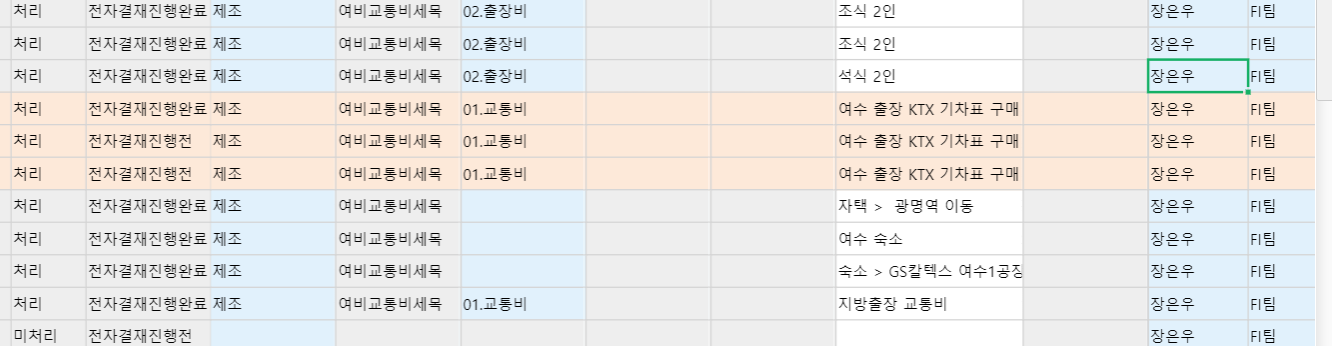 처리 전자결재진행완료 제조 여비교통비세목 02.출장비 조식 2인 장은우 FI팀
처리 전자결재진행완료 제조 여비교통비세목 02.출장비 조식 2인 장은우 FI팀
처리 전자결재진행완료 제조 여비교통비세목 02.출장비 석식 2인 장은우 FI팀
처리 전자결재진행완료 제조 여비교통비세목 01.교통비 여수 출장 KTX 기차표 구매 장은우 FI팀
처리 전자결재진행전 제조 여비교통비세목 01.교통비 여수 출장 KTX 기차표 구매 장은우 FI팀
처리 전자결재진행전 제조 여비교통비세목 01.교통비 여수 출장 KTX 기차표 구매 장은우 FI팀
처리 전자결재진행완료 제조 여비교통비세목 자택 > 광명역 이동 장은우 FI팀
처리 전자결재진행완료 제조 여비교통비세목 여수 숙소 장은우 FI팀
처리 전자결재진행완료 제조 여비교통비세목 숙소 > GS칼텍스 여수1공장 장은우 FI팀
처리 전자결재진행완료 제조 여비교통비세목 01.교통비 지방출장 교통비 장은우 FI팀
미처리 전자결재진행전 장은우 FI팀